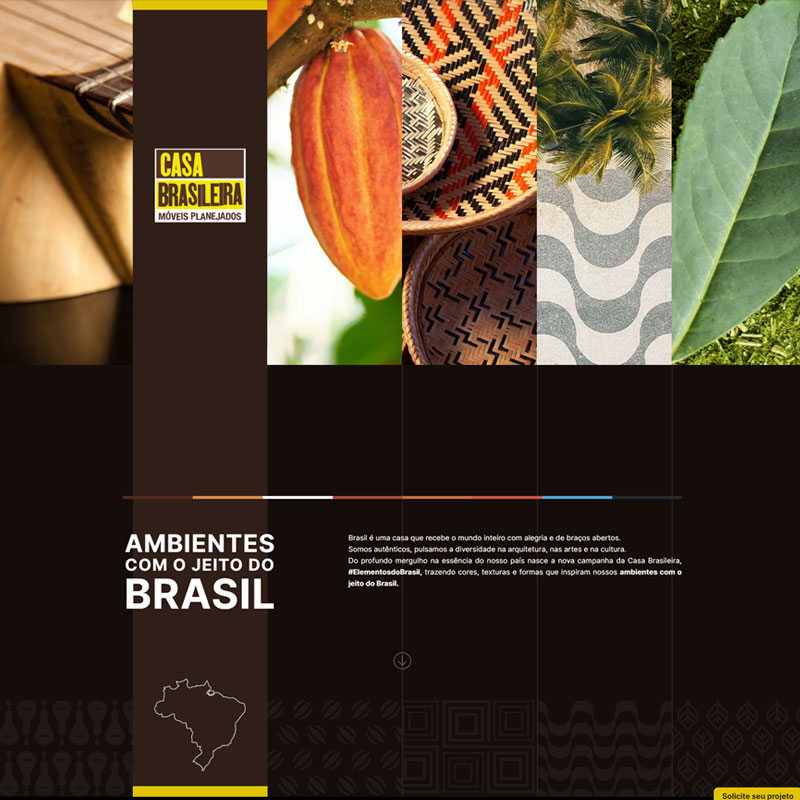 CASA
BRASILEIRA
MÓVEIS PLANEJADOS
AMBIENTES
COM O JEITO DO
BRASIL
Brasil é uma casa que recebe o mundo inteiro com alegria e de braços abertos.
Somos autênticos, pulsamos a diversidade na arquitetura, nas artes e na cultura.
Do profundo mergulho na essência do nosso país nasce a nova campanha da Casa Brasileira,
#ElementosdoBrasil, trazendo cores, texturas e formas que inspiram nossos ambientes com o
jeito do Brasil.
Solicite seu projeto